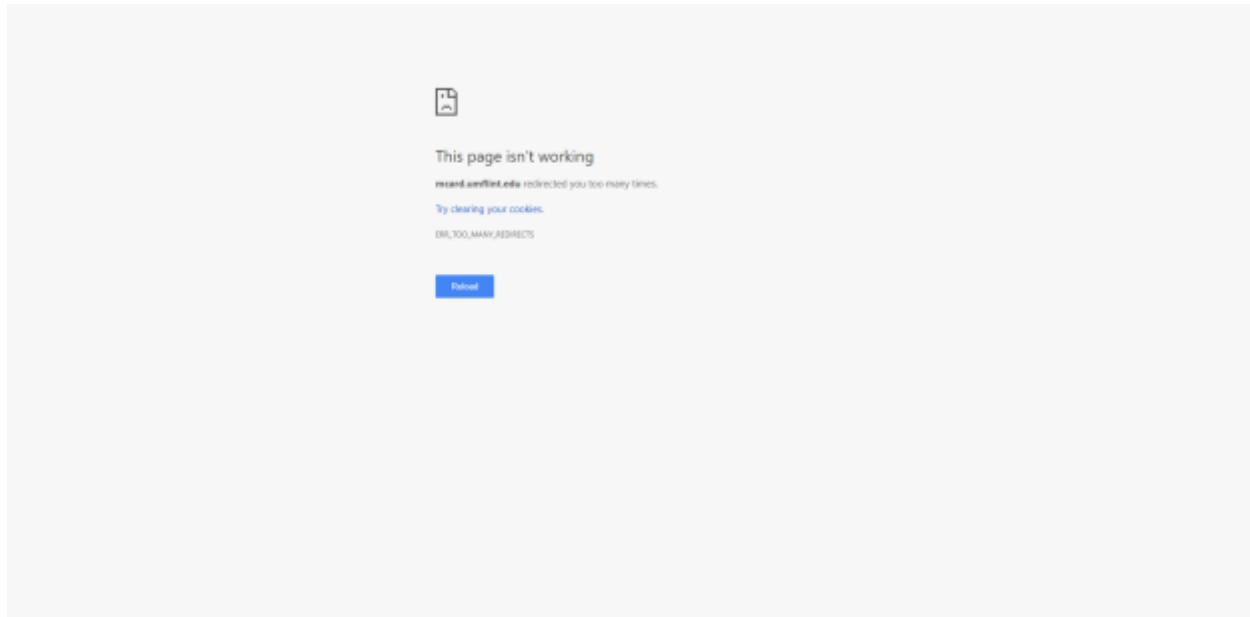 This page isn't working
mcard.umflint.edu redirected you too many times.
Try clearing your cookies.
ERR_TOO_MANY_REDIRECTS
Reload